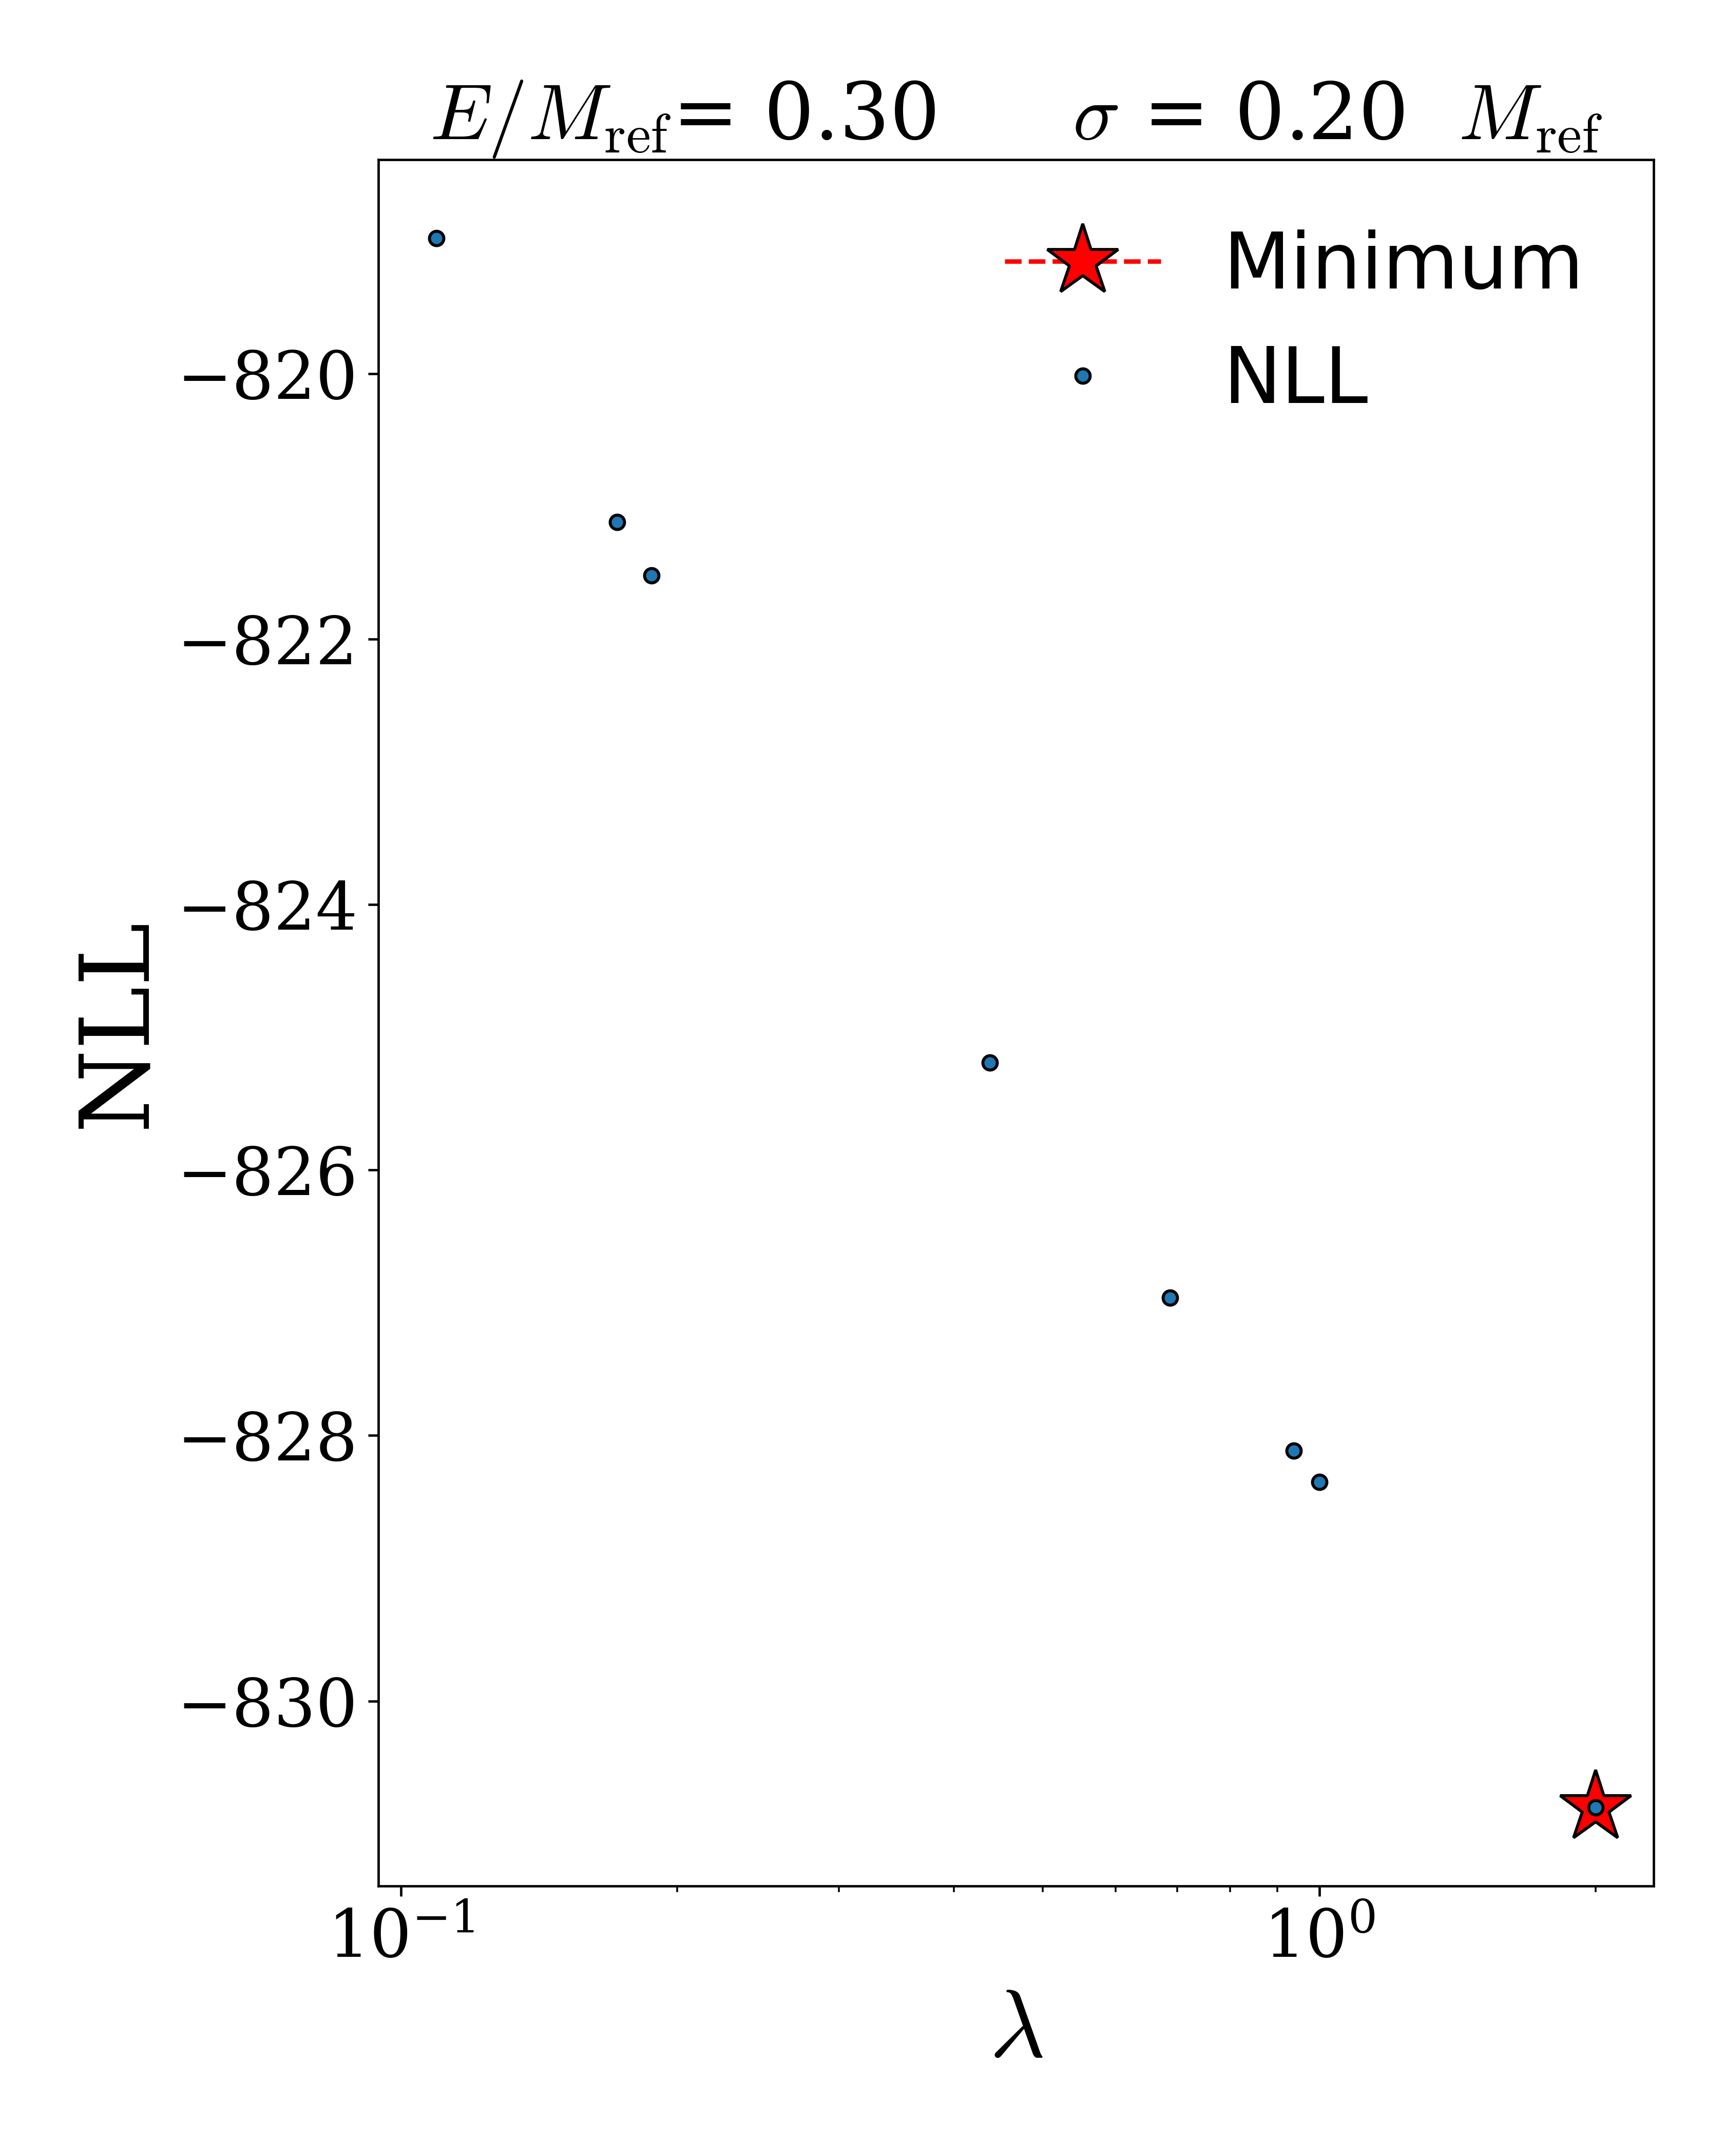 E/M_ref = 0.30 σ = 0.20 M_ref
Minimum
NLL
−820
−822
−824
−826
−828
−830
NLL
10^−1 10^0
λ